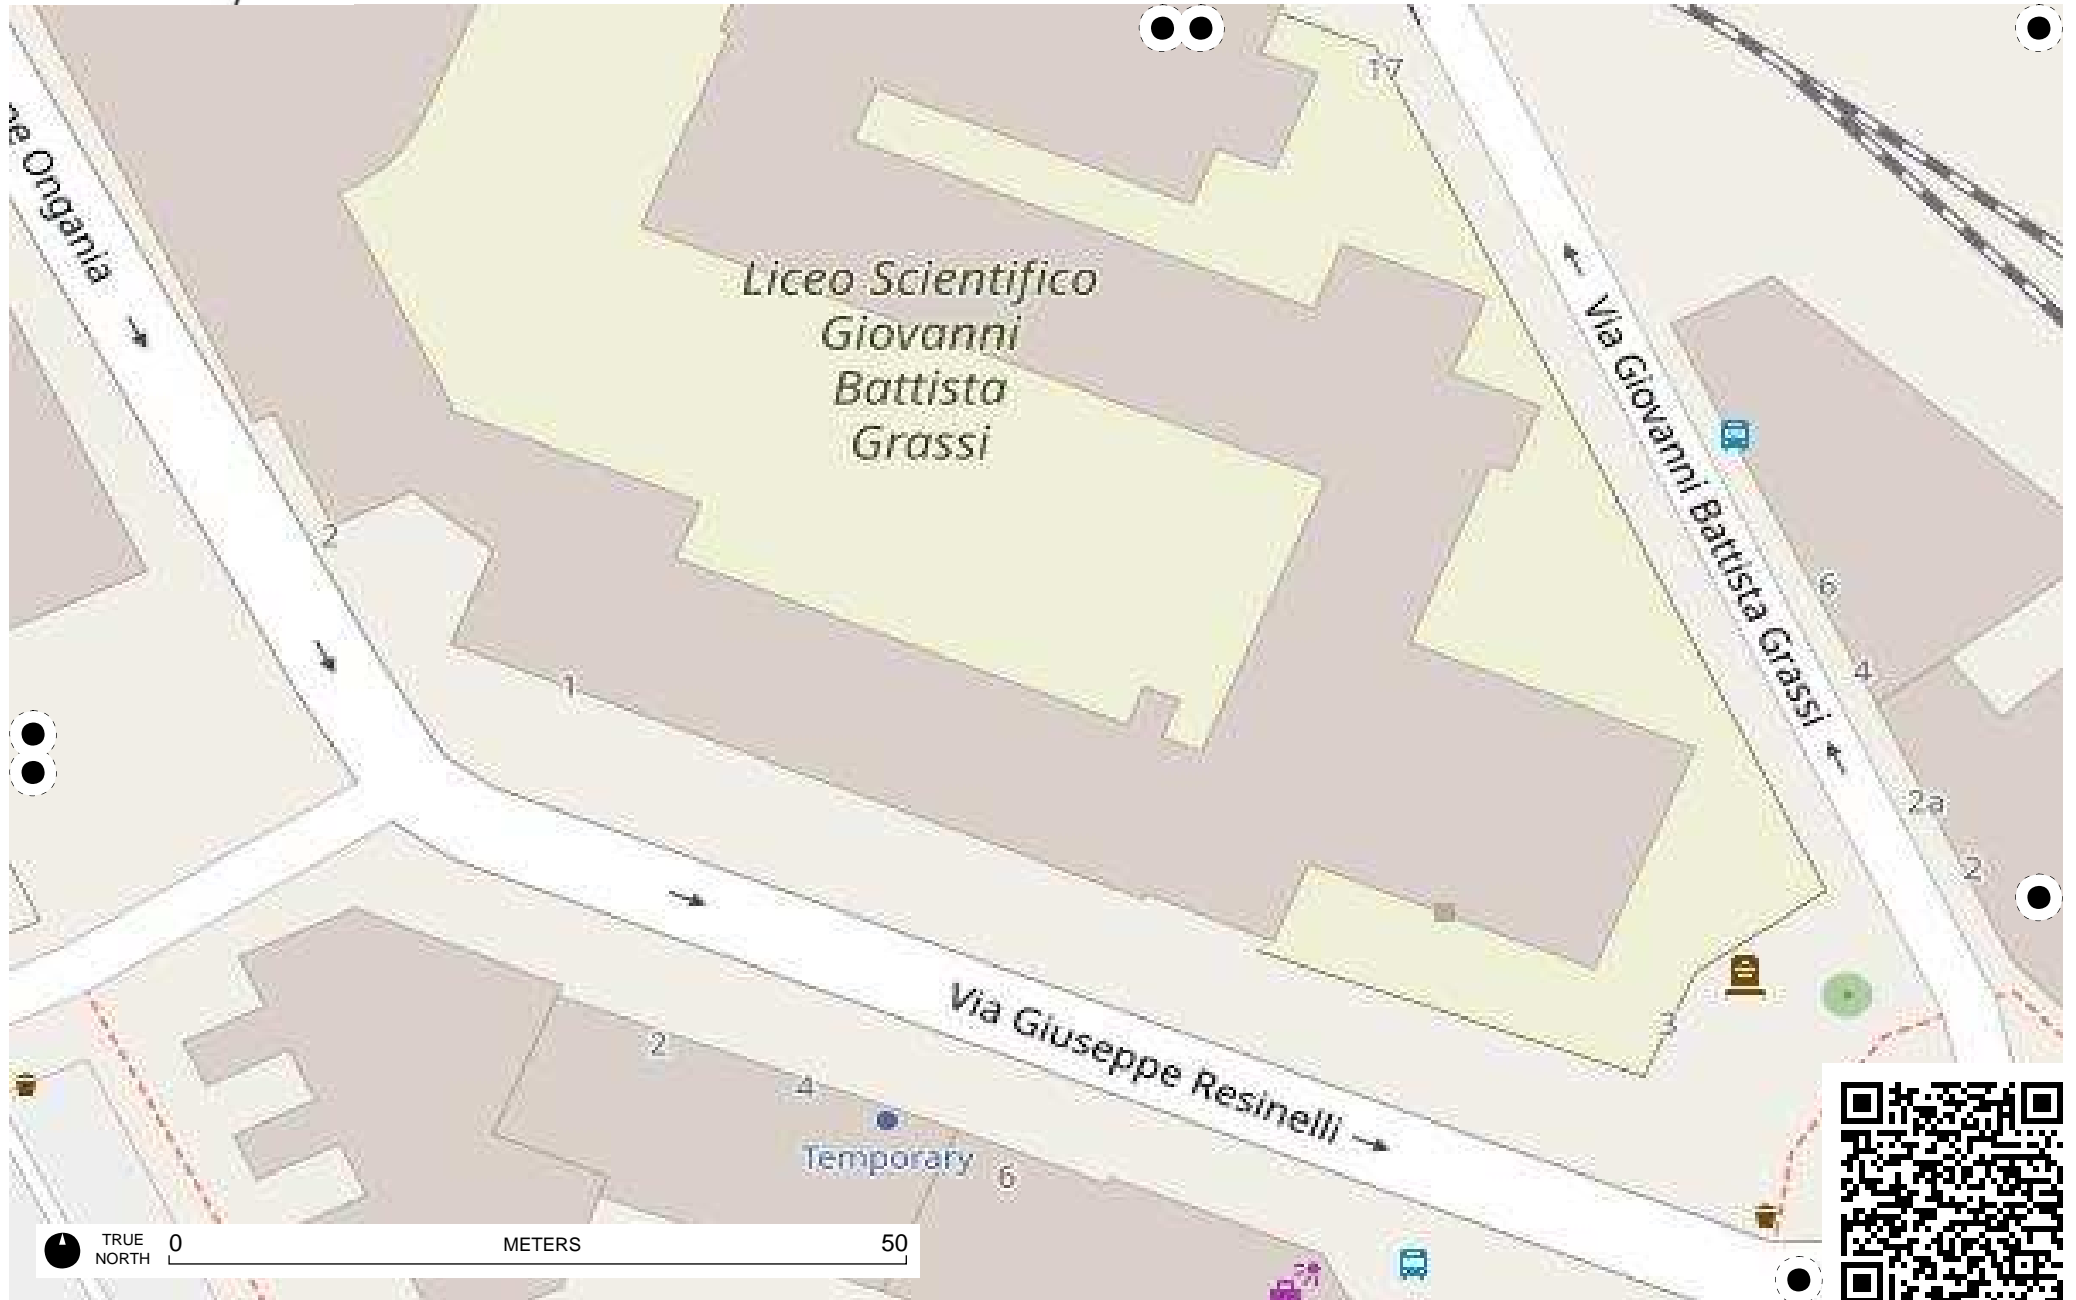 17
Ongania
Liceo Scientifico
Giovanni
Battista
Grassi
Via Giovanni Battista Grassi
2
6
4
1
2a
2
3
2
Via Giuseppe Resinelli
4
Temporary
6
TRUE
NORTH
0
METERS
50